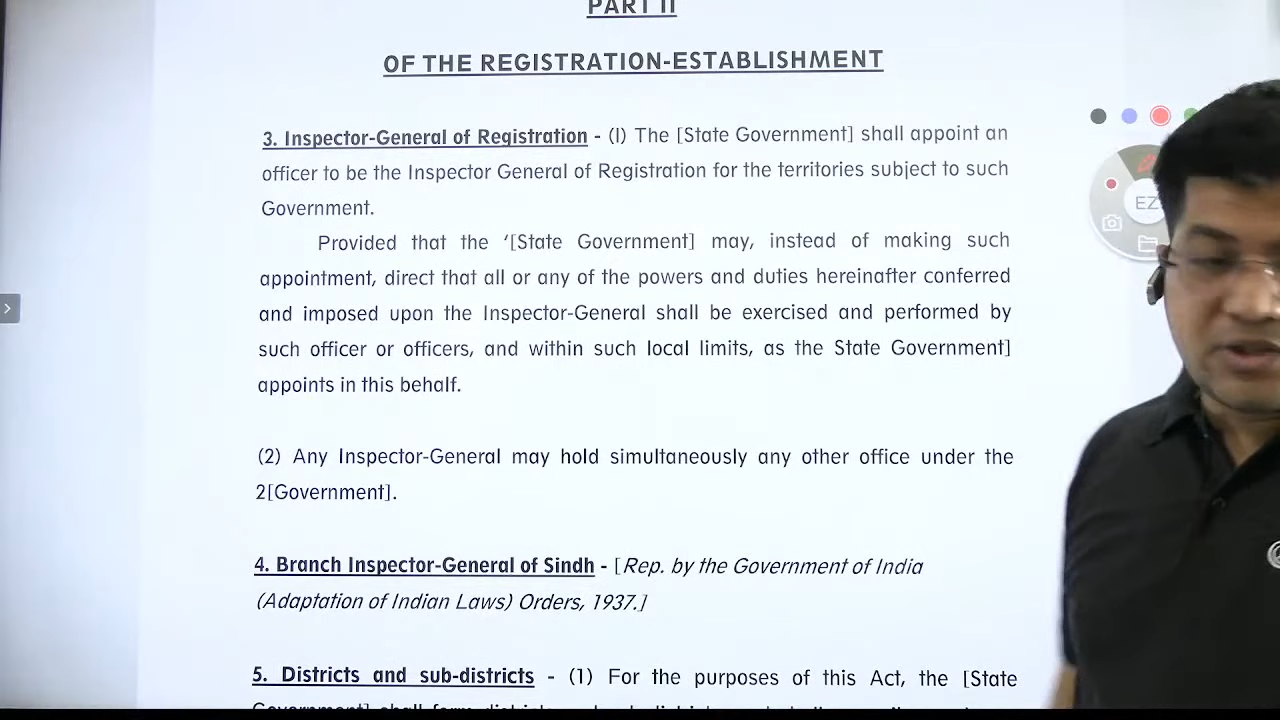 PART II
OF THE REGISTRATION-ESTABLISHMENT
3. Inspector-General of Registration - (l) The [State Government] shall appoint an
officer to be the Inspector General of Registration for the territories subject to such
Government.
Provided that the ‘[State Government] may, instead of making such
appointment, direct that all or any of the powers and duties hereinafter conferred
and imposed upon the Inspector-General shall be exercised and performed by
such officer or officers, and within such local limits, as the State Government]
appoints in this behalf.
(2) Any Inspector-General may hold simultaneously any other office under the
2[Government].
4. Branch Inspector-General of Sindh - [Rep. by the Government of India
(Adaptation of Indian Laws) Orders, 1937.]
5. Districts and sub-districts - (1) For the purposes of this Act, the [State
EZ